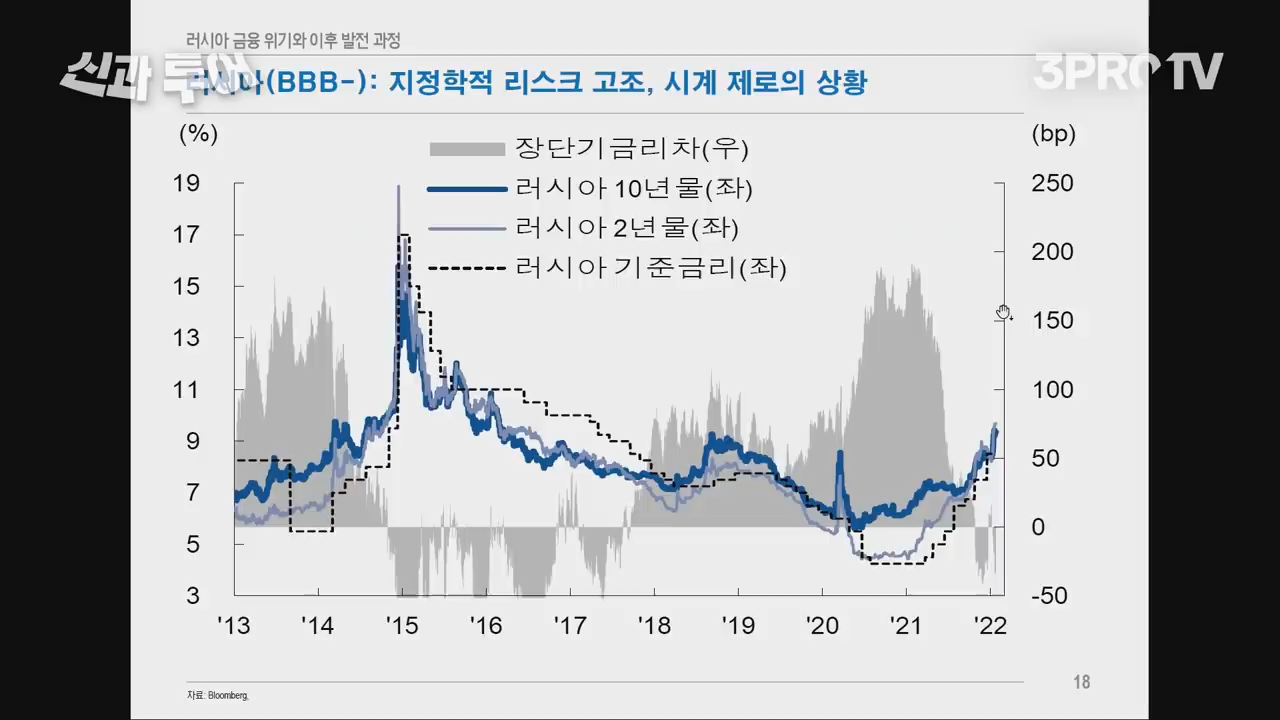 러시아 금융 위기와 이후 발전 과정
신과 투어
3PRO TV
러시아(BBB-): 지정학적 리스크 고조, 시계 제로의 상황
(%)
(bp)
장단기금리차(우)
러시아 10년물(좌)
러시아 2년물(좌)
러시아 기준금리(좌)
19
17
15
13
11
9
7
5
3
250
200
150
100
50
0
-50
'13 '14 '15 '16 '17 '18 '19 '20 '21 '22
자료: Bloomberg,
18